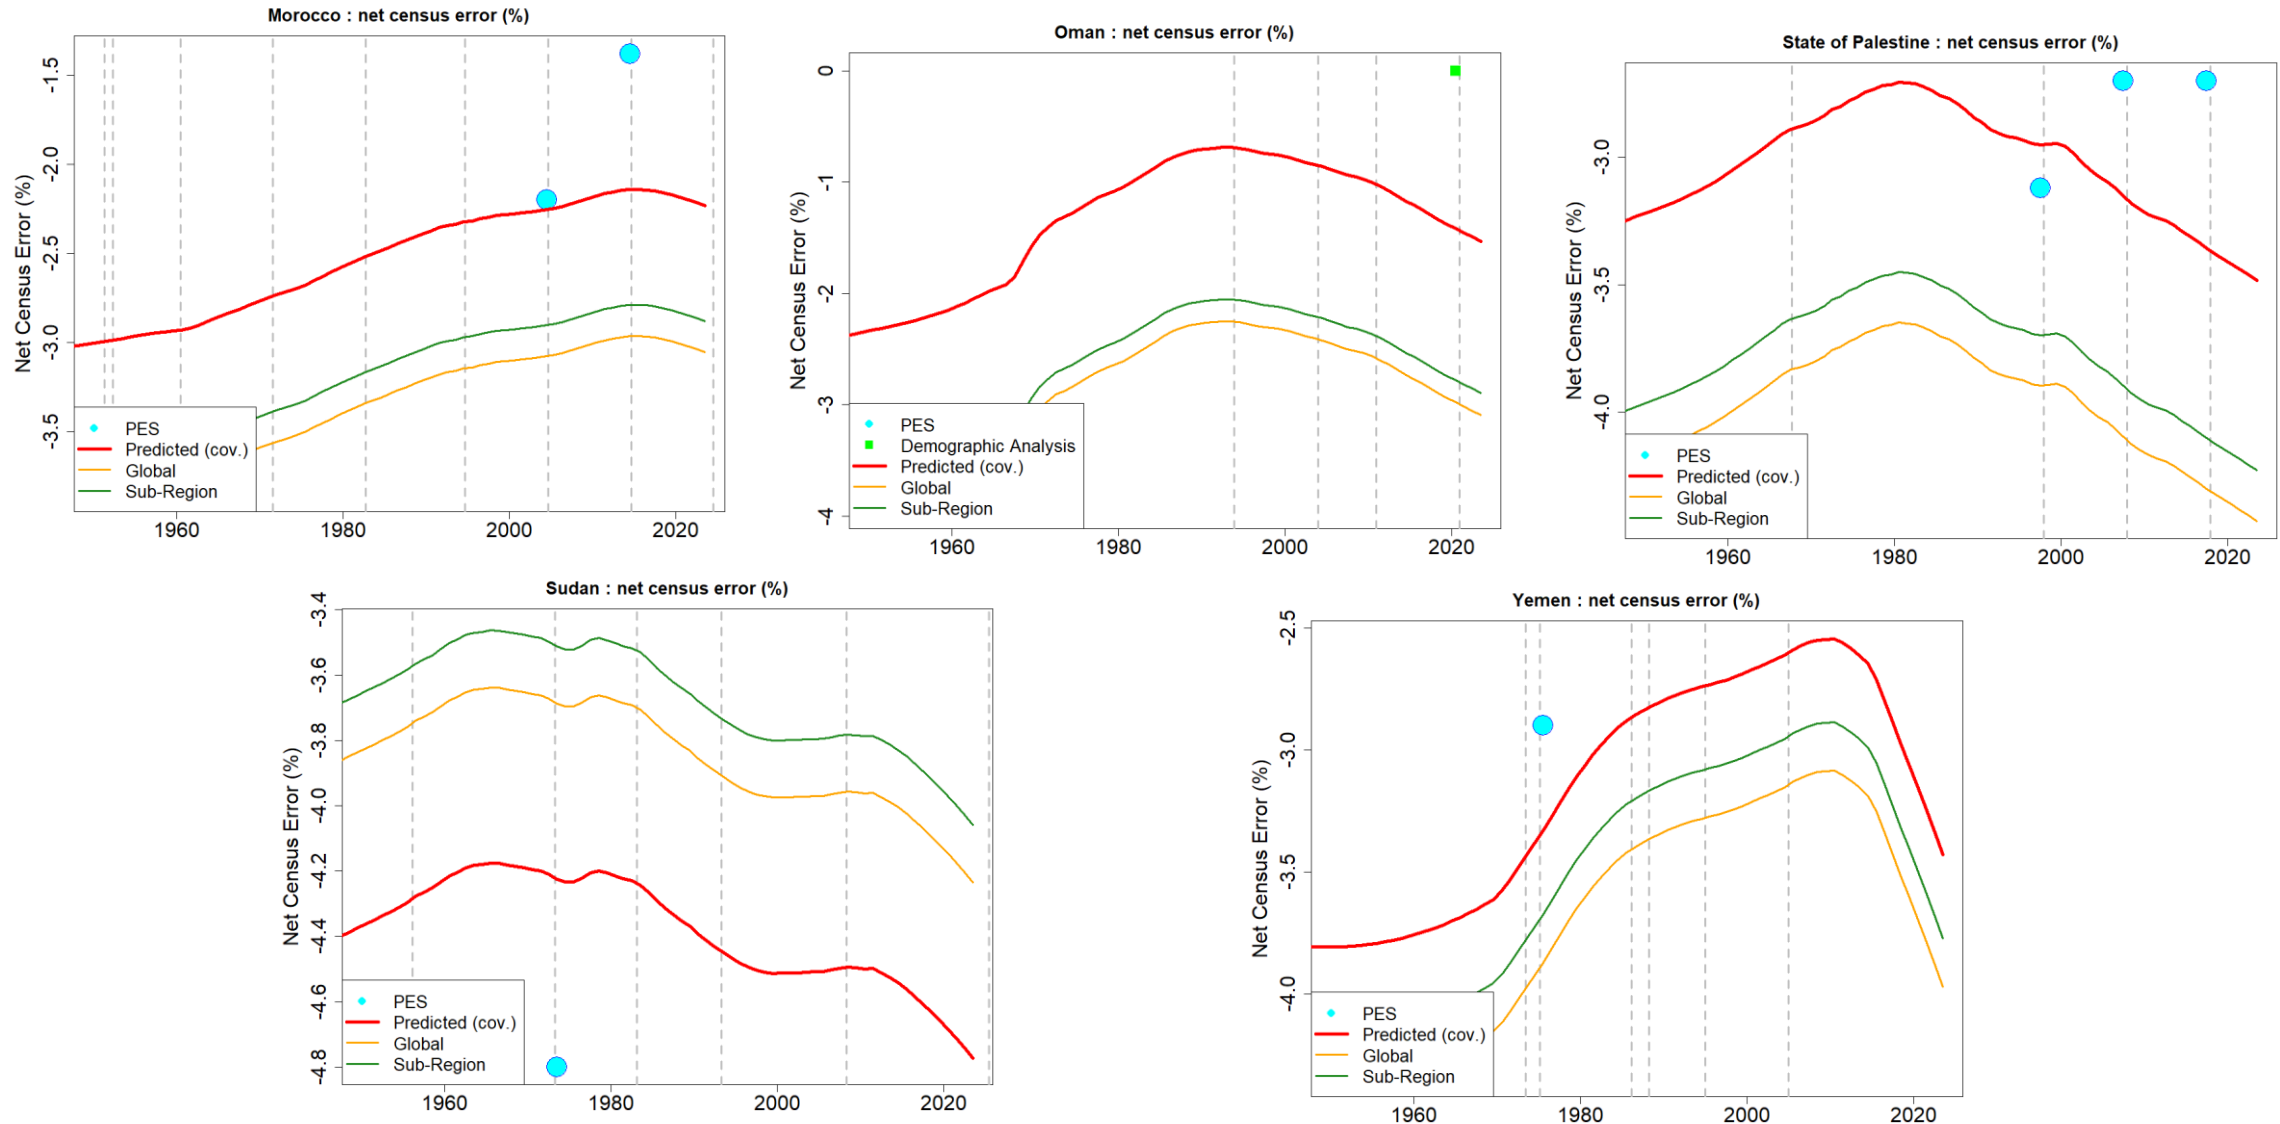 Morocco : net census error (%)
Net Census Error (%)
-1.5
-2.0
-2.5
-3.0
-3.5
PES
Predicted (cov.)
Global
Sub-Region
1960 1980 2000 2020
Oman : net census error (%)
Net Census Error (%)
0
-1
-2
-3
-4
PES
Demographic Analysis
Predicted (cov.)
Global
Sub-Region
1960 1980 2000 2020
State of Palestine : net census error (%)
Net Census Error (%)
-3.0
-3.5
-4.0
PES
Predicted (cov.)
Global
Sub-Region
1960 1980 2000 2020
Sudan : net census error (%)
Net Census Error (%)
-3.4
-3.6
-3.8
-4.0
-4.2
-4.4
-4.6
-4.8
PES
Predicted (cov.)
Global
Sub-Region
1960 1980 2000 2020
Yemen : net census error (%)
Net Census Error (%)
-2.5
-3.0
-3.5
-4.0
PES
Predicted (cov.)
Global
Sub-Region
1960 1980 2000 2020